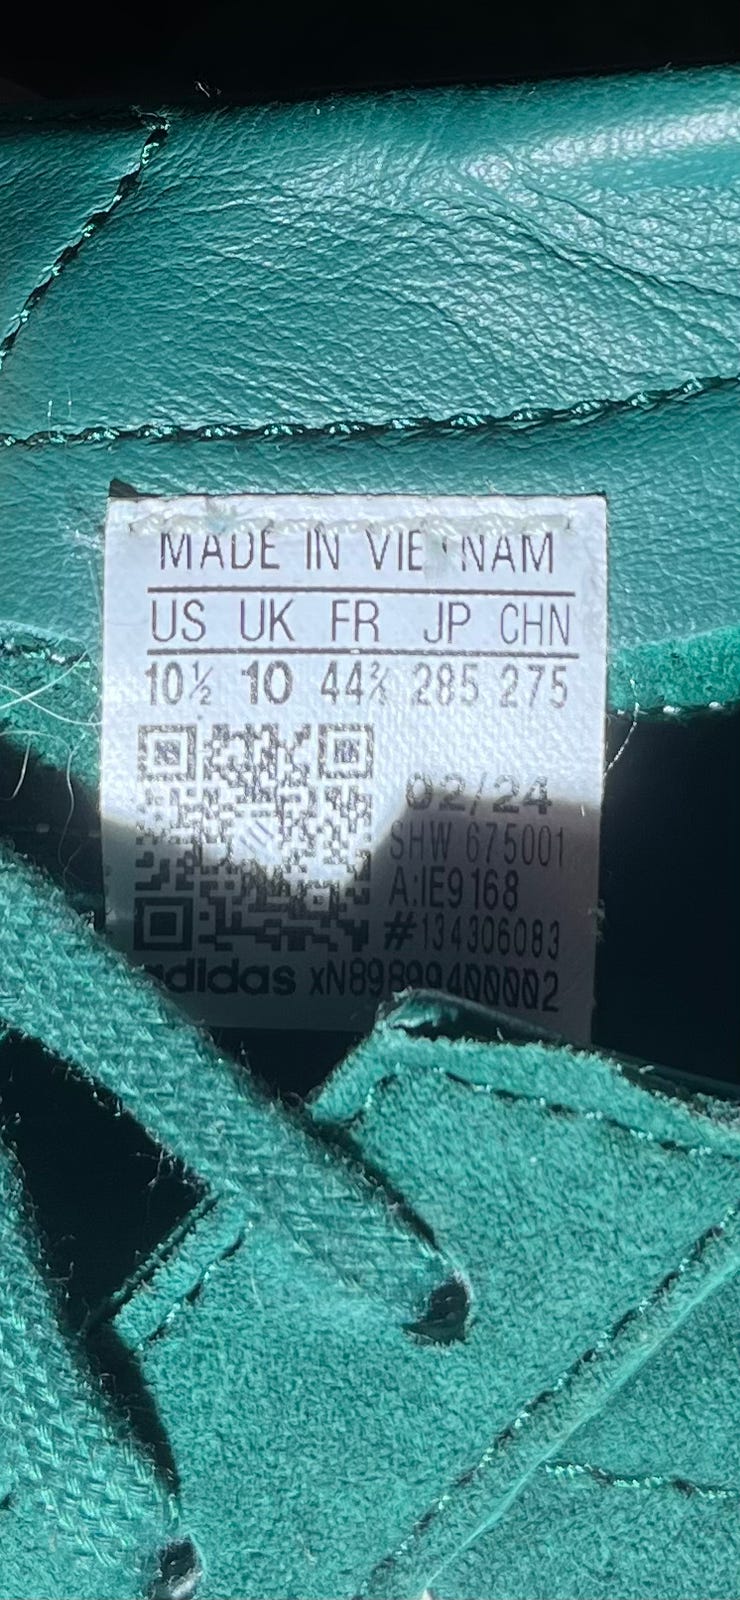 MADE IN VIETNAM
US UK FR JP CHN
10½ 10 44⅔ 285 275
02/24
SHW 675001
A:IE9168
#134306083
adidas xN89899400002